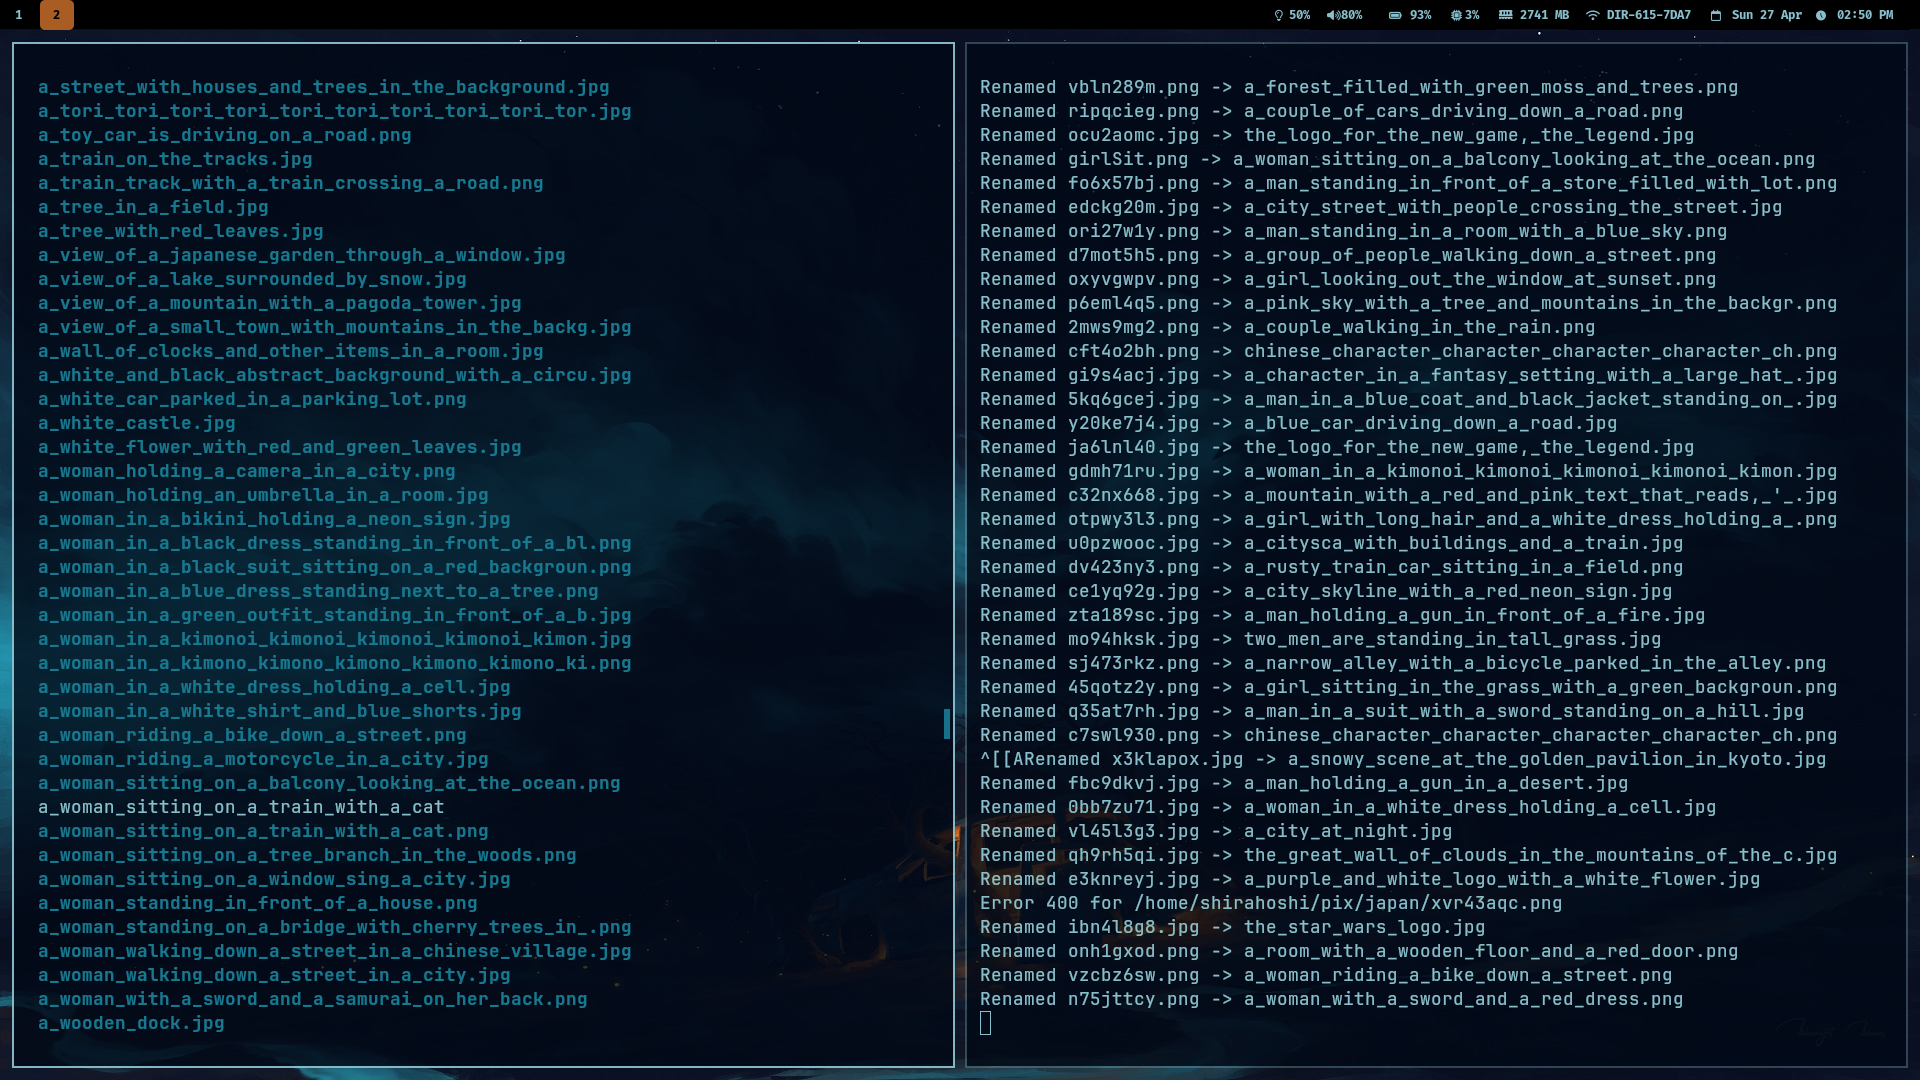 1 2 50% 80% 93% 3% 2741 MB DIR-615-7DA7 Sun 27 Apr 02:50 PM
a_street_with_houses_and_trees_in_the_background.jpg
a_tori_tori_tori_tori_tori_tori_tori_tori_tori_tor.jpg
a_toy_car_is_driving_on_a_road.png
a_train_on_the_tracks.jpg
a_train_track_with_a_train_crossing_a_road.png
a_tree_in_a_field.jpg
a_tree_with_red_leaves.jpg
a_view_of_a_japanese_garden_through_a_window.jpg
a_view_of_a_lake_surrounded_by_snow.jpg
a_view_of_a_mountain_with_a_pagoda_tower.jpg
a_view_of_a_small_town_with_mountains_in_the_backg.jpg
a_wall_of_clocks_and_other_items_in_a_room.jpg
a_white_and_black_abstract_background_with_a_circu.jpg
a_white_car_parked_in_a_parking_lot.png
a_white_castle.jpg
a_white_flower_with_red_and_green_leaves.jpg
a_woman_holding_a_camera_in_a_city.png
a_woman_holding_an_umbrella_in_a_room.jpg
a_woman_in_a_bikini_holding_a_neon_sign.jpg
a_woman_in_a_black_dress_standing_in_front_of_a_bl.png
a_woman_in_a_black_suit_sitting_on_a_red_backgroun.png
a_woman_in_a_blue_dress_standing_next_to_a_tree.png
a_woman_in_a_green_outfit_standing_in_front_of_a_b.jpg
a_woman_in_a_kimonoi_kimonoi_kimonoi_kimonoi_kimon.jpg
a_woman_in_a_kimono_kimono_kimono_kimono_kimono_ki.png
a_woman_in_a_white_dress_holding_a_cell.jpg
a_woman_in_a_white_shirt_and_blue_shorts.jpg
a_woman_riding_a_bike_down_a_street.png
a_woman_riding_a_motorcycle_in_a_city.jpg
a_woman_sitting_on_a_balcony_looking_at_the_ocean.png
a_woman_sitting_on_a_train_with_a_cat
a_woman_sitting_on_a_train_with_a_cat.png
a_woman_sitting_on_a_tree_branch_in_the_woods.png
a_woman_sitting_on_a_window_sing_a_city.jpg
a_woman_standing_in_front_of_a_house.png
a_woman_standing_on_a_bridge_with_cherry_trees_in_.png
a_woman_walking_down_a_street_in_a_chinese_village.jpg
a_woman_walking_down_a_street_in_a_city.jpg
a_woman_with_a_sword_and_a_samurai_on_her_back.png
a_wooden_dock.jpg
Renamed vbln289m.png -> a_forest_filled_with_green_moss_and_trees.png
Renamed ripqcieg.png -> a_couple_of_cars_driving_down_a_road.png
Renamed ocu2aomc.jpg -> the_logo_for_the_new_game,_the_legend.jpg
Renamed girlSit.png -> a_woman_sitting_on_a_balcony_looking_at_the_ocean.png
Renamed fo6x57bj.png -> a_man_standing_in_front_of_a_store_filled_with_lot.png
Renamed edckg20m.jpg -> a_city_street_with_people_crossing_the_street.jpg
Renamed ori27w1y.png -> a_man_standing_in_a_room_with_a_blue_sky.png
Renamed d7mot5h5.png -> a_group_of_people_walking_down_a_street.png
Renamed oxyvgwpv.png -> a_girl_looking_out_the_window_at_sunset.png
Renamed p6eml4q5.png -> a_pink_sky_with_a_tree_and_mountains_in_the_backgr.png
Renamed 2mws9mg2.png -> a_couple_walking_in_the_rain.png
Renamed cft4o2bh.png -> chinese_character_character_character_character_ch.png
Renamed gi9s4acj.jpg -> a_character_in_a_fantasy_setting_with_a_large_hat_.jpg
Renamed 5kq6gcej.jpg -> a_man_in_a_blue_coat_and_black_jacket_standing_on_.jpg
Renamed y20ke7j4.jpg -> a_blue_car_driving_down_a_road.jpg
Renamed ja6lnl40.jpg -> the_logo_for_the_new_game,_the_legend.jpg
Renamed gdmh71ru.jpg -> a_woman_in_a_kimonoi_kimonoi_kimonoi_kimonoi_kimon.jpg
Renamed c32nx668.jpg -> a_mountain_with_a_red_and_pink_text_that_reads,_'_.jpg
Renamed otpwy3l3.png -> a_girl_with_long_hair_and_a_white_dress_holding_a_.png
Renamed u0pzwooc.jpg -> a_citysca_with_buildings_and_a_train.jpg
Renamed dv423ny3.png -> a_rusty_train_car_sitting_in_a_field.png
Renamed ce1yq92g.jpg -> a_city_skyline_with_a_red_neon_sign.jpg
Renamed zta189sc.jpg -> a_man_holding_a_gun_in_front_of_a_fire.jpg
Renamed mo94hksk.jpg -> two_men_are_standing_in_tall_grass.jpg
Renamed sj473rkz.png -> a_narrow_alley_with_a_bicycle_parked_in_the_alley.png
Renamed 45qotz2y.png -> a_girl_sitting_in_the_grass_with_a_green_backgroun.png
Renamed q35at7rh.jpg -> a_man_in_a_suit_with_a_sword_standing_on_a_hill.jpg
Renamed c7swl930.png -> chinese_character_character_character_character_ch.png
^[[ARenamed x3klapox.jpg -> a_snowy_scene_at_the_golden_pavilion_in_kyoto.jpg
Renamed fbc9dkvj.jpg -> a_man_holding_a_gun_in_a_desert.jpg
Renamed 0bb7zu71.jpg -> a_woman_in_a_white_dress_holding_a_cell.jpg
Renamed vl45l3g3.jpg -> a_city_at_night.jpg
Renamed qh9rh5qi.jpg -> the_great_wall_of_clouds_in_the_mountains_of_the_c.jpg
Renamed e3knreyj.jpg -> a_purple_and_white_logo_with_a_white_flower.jpg
Error 400 for /home/shirahoshi/pix/japan/xvr43aqc.png
Renamed ibn4l8g8.jpg -> the_star_wars_logo.jpg
Renamed onh1gxod.png -> a_room_with_a_wooden_floor_and_a_red_door.png
Renamed vzcbz6sw.png -> a_woman_riding_a_bike_down_a_street.png
Renamed n75jttcy.png -> a_woman_with_a_sword_and_a_red_dress.png